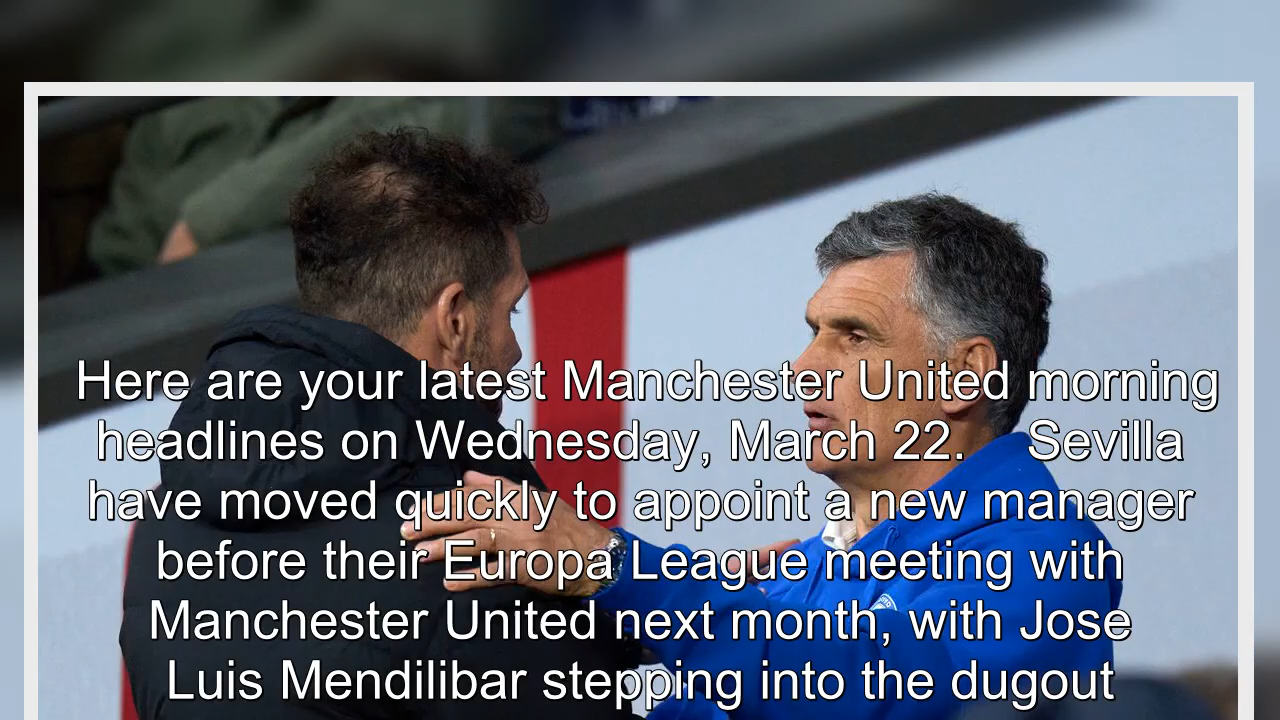 Here are your latest Manchester United morning
headlines on Wednesday, March 22. Sevilla
have moved quickly to appoint a new manager
before their Europa League meeting with
Manchester United next month, with Jose
Luis Mendilibar stepping into the dugout